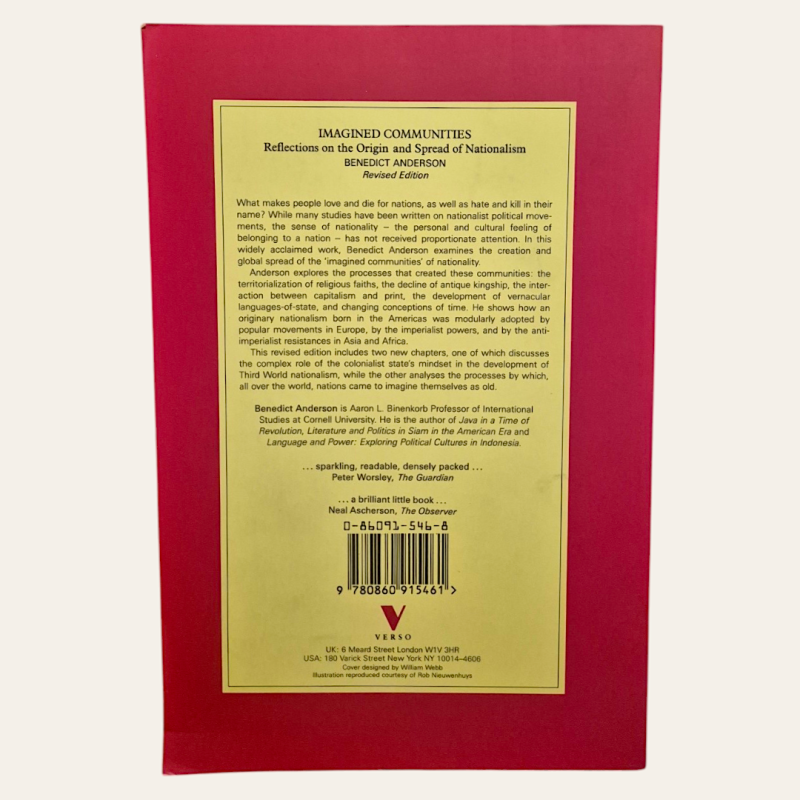 IMAGINED COMMUNITIES
Reflections on the Origin and Spread of Nationalism
BENEDICT ANDERSON
Revised Edition
What makes people love and die for nations, as well as hate and kill in their
name? While many studies have been written on nationalist political move-
ments, the sense of nationality – the personal and cultural feeling of
belonging to a nation – has not received proportionate attention. In this
widely acclaimed work, Benedict Anderson examines the creation and
global spread of the 'imagined communities' of nationality.
Anderson explores the processes that created these communities: the
territorialization of religious faiths, the decline of antique kingship, the inter-
action between capitalism and print, the development of vernacular
languages-of-state, and changing conceptions of time. He shows how an
originary nationalism born in the Americas was modularly adopted by
popular movements in Europe, by the imperialist powers, and by the anti-
imperialist resistances in Asia and Africa.
This revised edition includes two new chapters, one of which discusses
the complex role of the colonialist state's mindset in the development of
Third World nationalism, while the other analyses the processes by which,
all over the world, nations came to imagine themselves as old.
Benedict Anderson is Aaron L. Binenkorb Professor of International
Studies at Cornell University. He is the author of Java in a Time of
Revolution, Literature and Politics in Siam in the American Era and
Language and Power: Exploring Political Cultures in Indonesia.
... sparkling, readable, densely packed ...
Peter Worsley, The Guardian
... a brilliant little book ...
Neal Ascherson, The Observer
0-86091-546-8
9 780860 915461 >
VERSO
UK: 6 Meard Street London W1V 3HR
USA: 180 Varick Street New York NY 10014–4606
Cover designed by William Webb
Illustration reproduced courtesy of Rob Nieuwenhuys